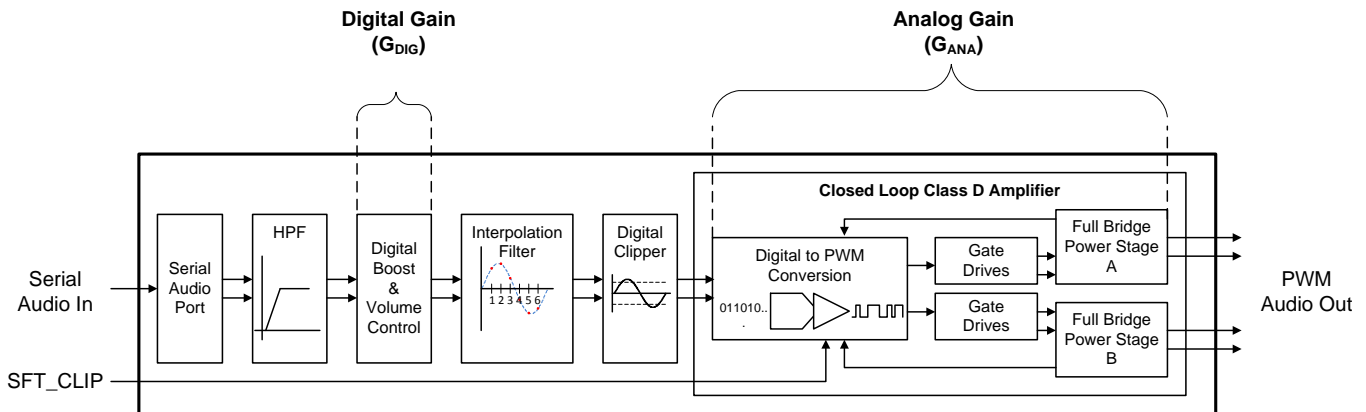 Digital Gain
(GDIG)
Analog Gain
(GANA)
Closed Loop Class D Amplifier
Serial
Audio In
Serial
Audio
Port
HPF
Digital
Boost
&
Volume
Control
Interpolation
Filter
1 2 3 4 5 6
Digital
Clipper
Digital to PWM
Conversion
011010..
.
Gate
Drives
Gate
Drives
Full Bridge
Power Stage
A
Full Bridge
Power Stage
B
PWM
Audio Out
SFT_CLIP